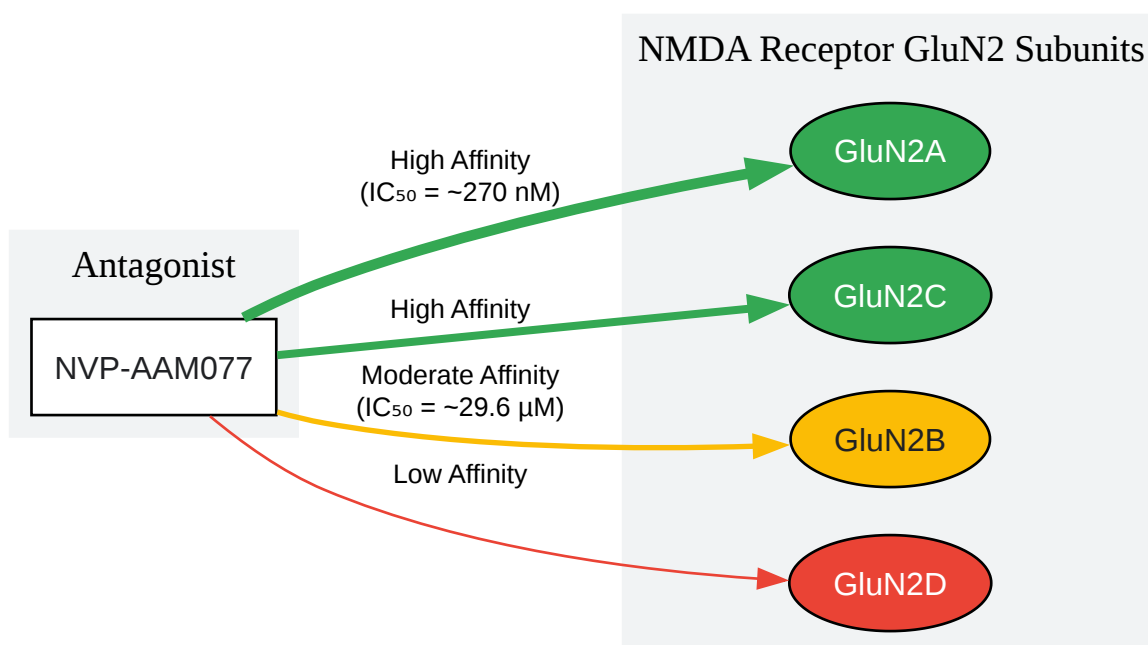 NMDA Receptor GluN2 Subunits
GluN2A
High Affinity
(IC₅₀ = ~270 nM)
Antagonist
GluN2C
High Affinity
NVP-AAM077
Moderate Affinity
(IC₅₀ = ~29.6 µM)
GluN2B
Low Affinity
GluN2D